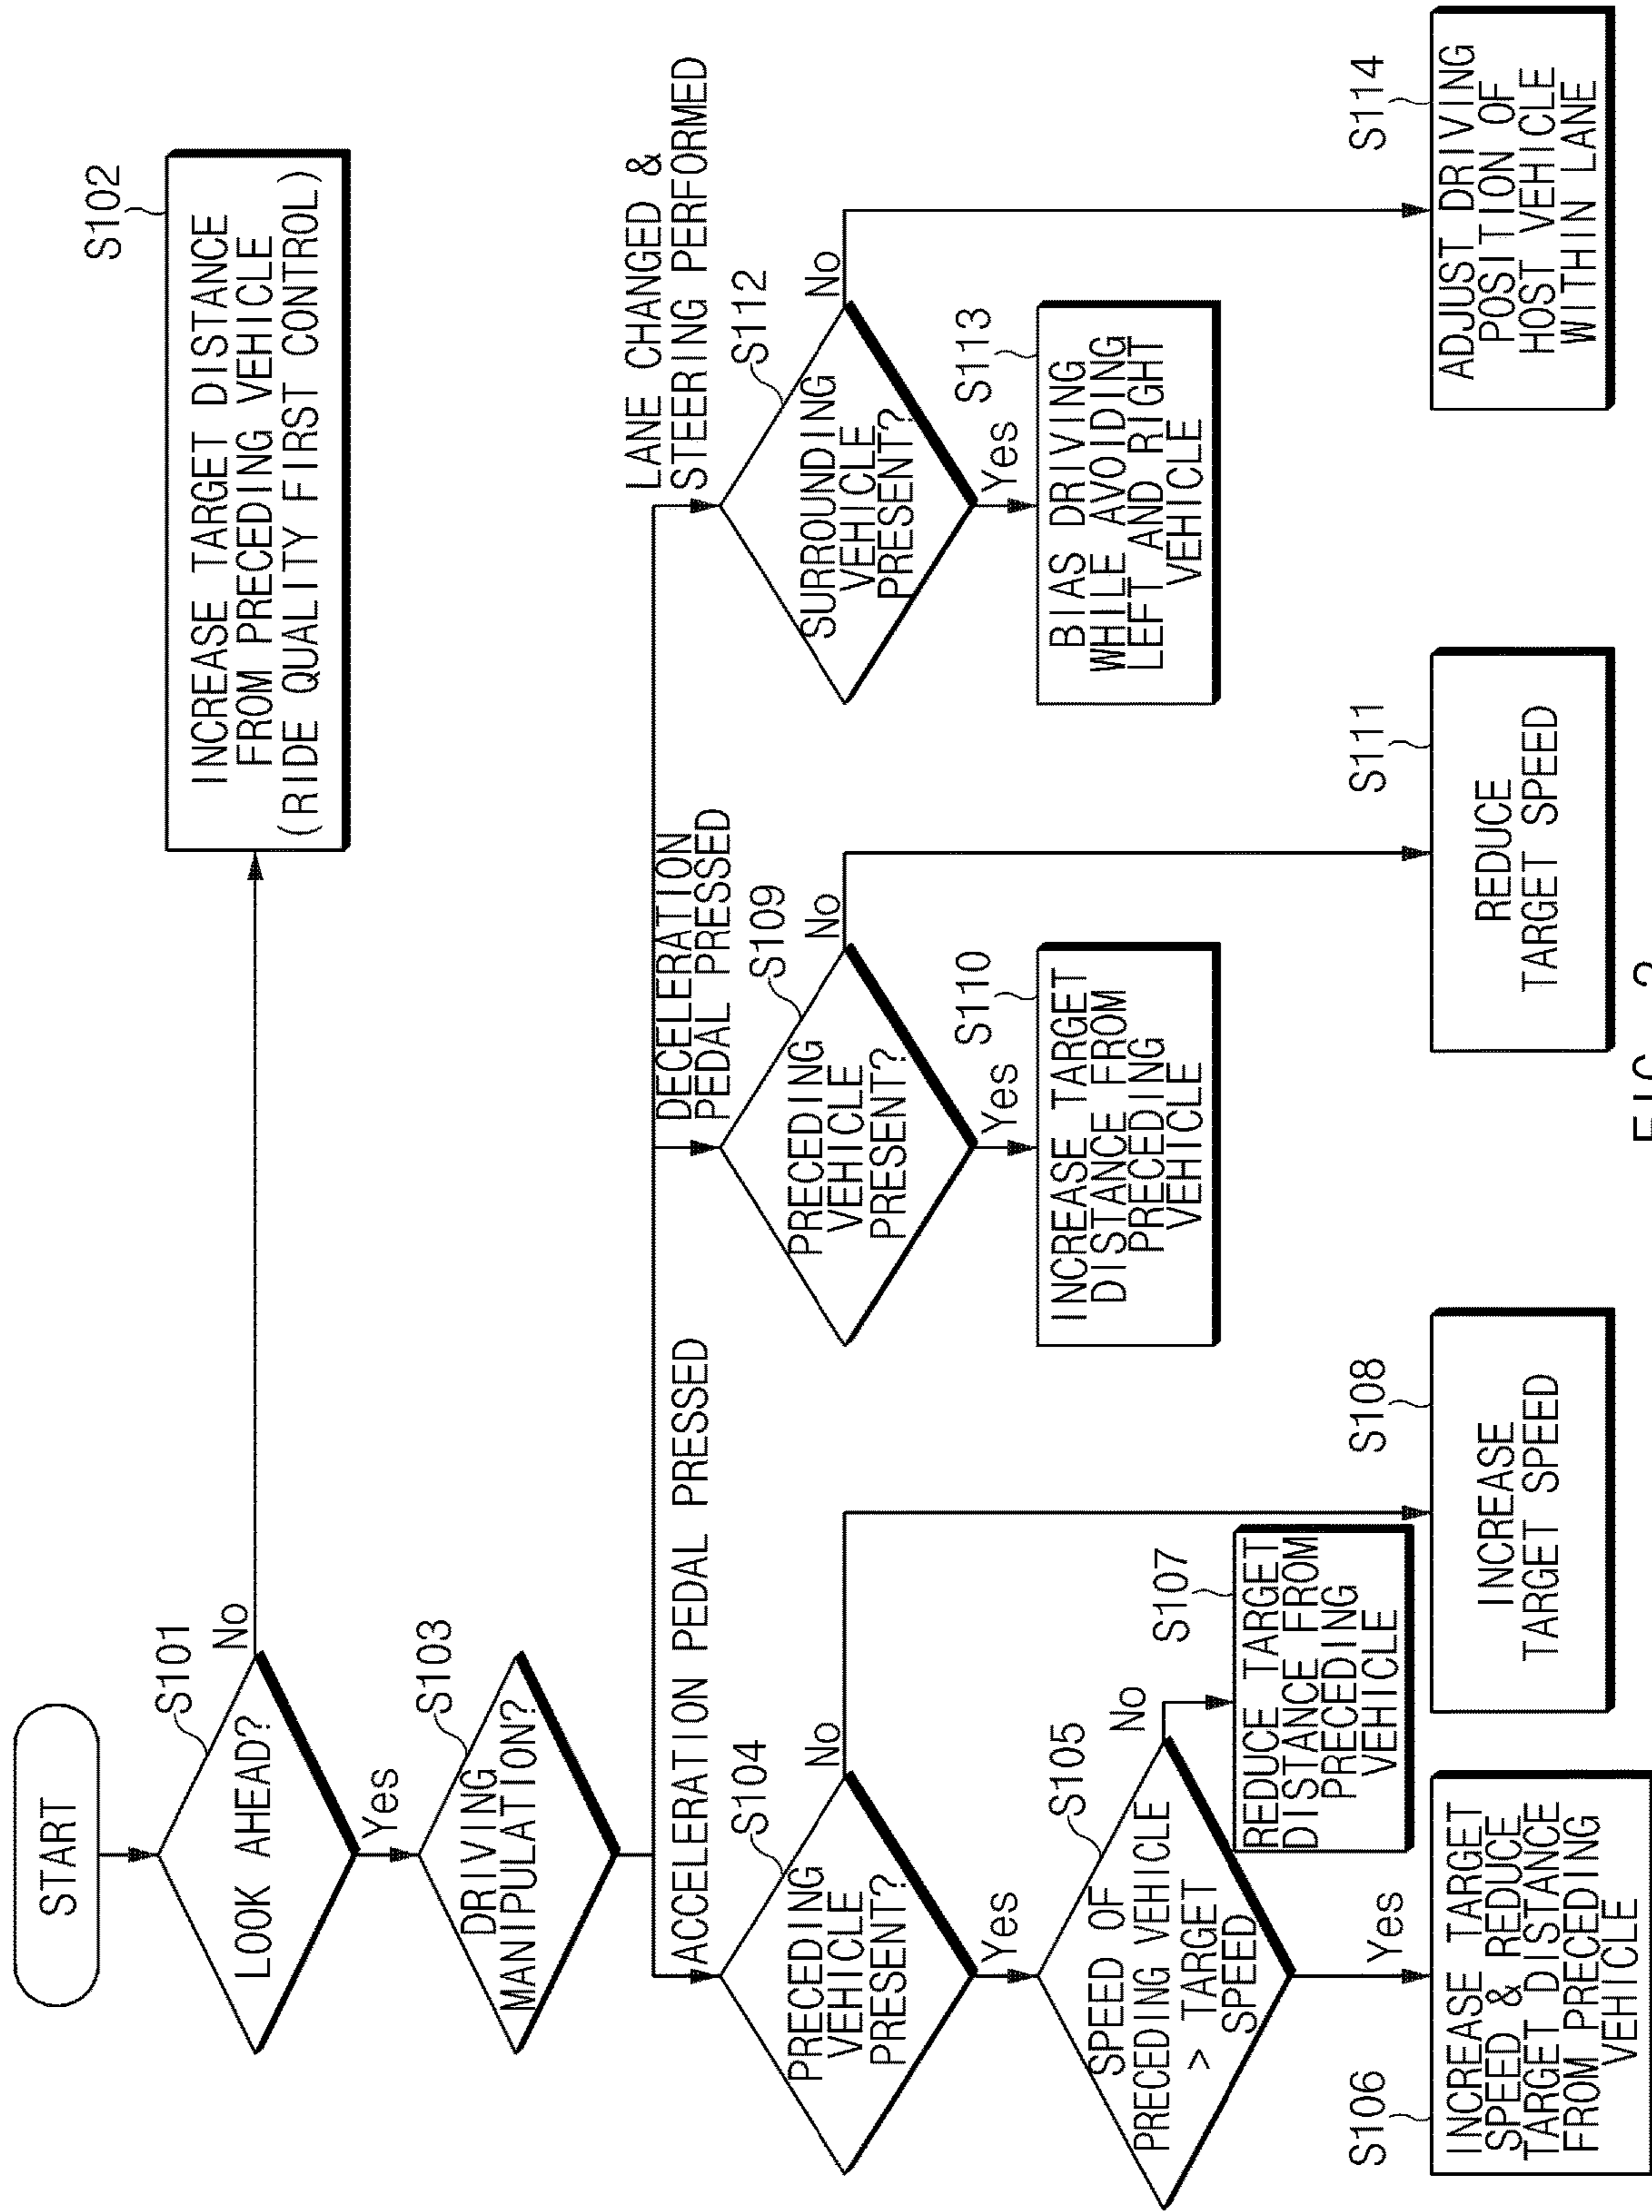 START
S101
LOOK AHEAD?
No
Yes
S102
INCREASE TARGET DISTANCE
FROM PRECEDING VEHICLE
(RIDE QUALITY FIRST CONTROL)
S103
DRIVING
MANIPULATION?
ACCELERATION PEDAL PRESSED
S104
PRECEDING
VEHICLE
PRESENT?
No
Yes
S105
SPEED OF
PRECEDING VEHICLE
> TARGET
SPEED
No
Yes
S106
INCREASE TARGET
SPEED & REDUCE
TARGET DISTANCE
FROM PRECEDING
VEHICLE
S107
REDUCE TARGET
DISTANCE FROM
PRECEDING
VEHICLE
S108
INCREASE
TARGET SPEED
DECELERATION
PEDAL PRESSED
S109
PRECEDING
VEHICLE
PRESENT?
No
Yes
S110
INCREASE TARGET
DISTANCE FROM
PRECEDING
VEHICLE
S111
REDUCE
TARGET SPEED
LANE CHANGED &
STEERING PERFORMED
S112
SURROUNDING
VEHICLE
PRESENT?
No
Yes
S113
BIAS DRIVING
WHILE AVOIDING
LEFT AND RIGHT
VEHICLE
S114
ADJUST DRIVING
POSITION OF
HOST VEHICLE
WITHIN LANE